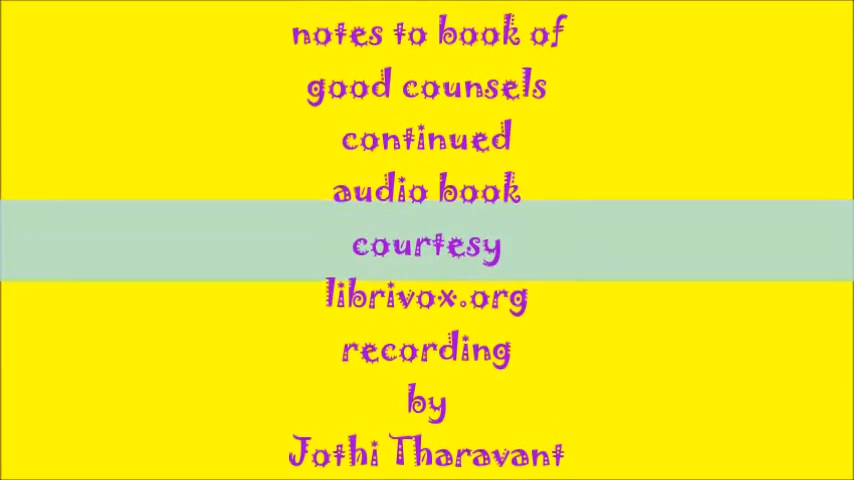 notes to book of
good counsels
continued
audio book
courtesy
librivox.org
recording
by
Jothi Tharavant